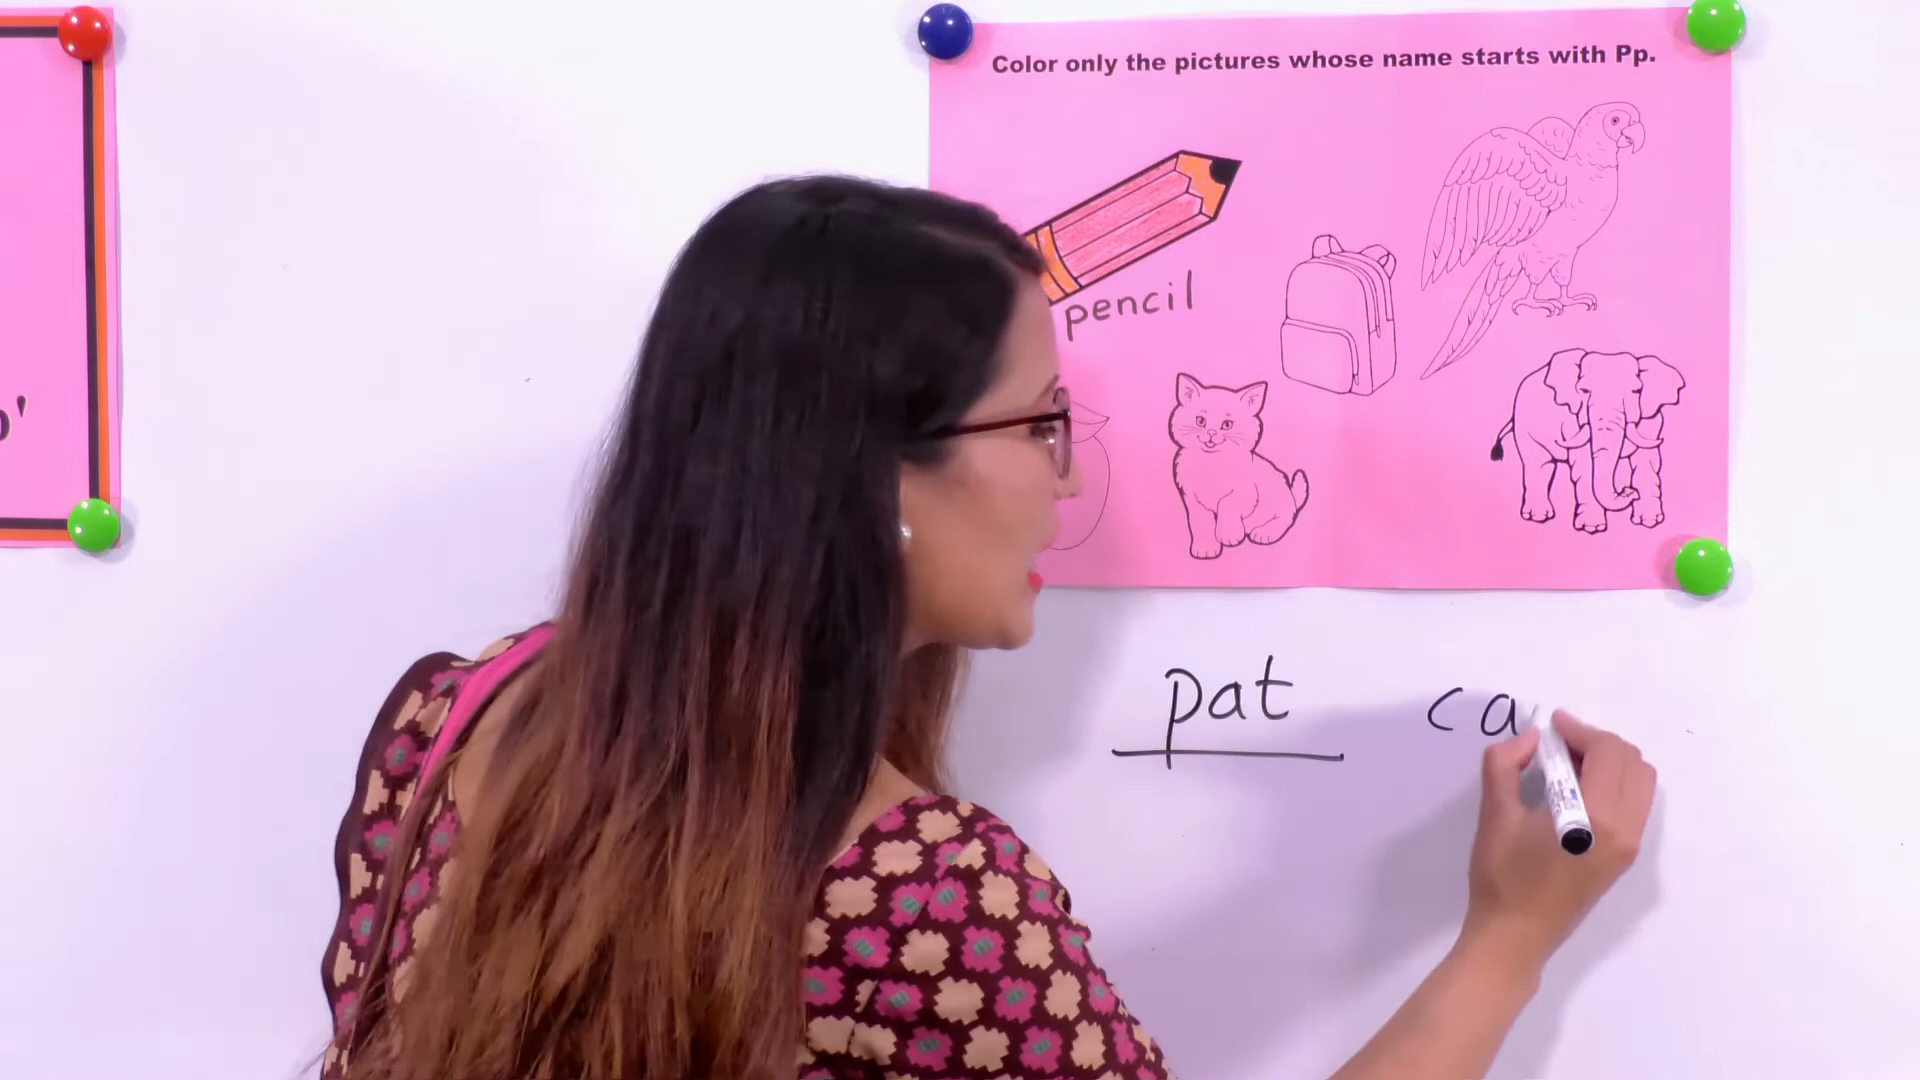 Color only the pictures whose name starts with Pp.
pencil
pat ca